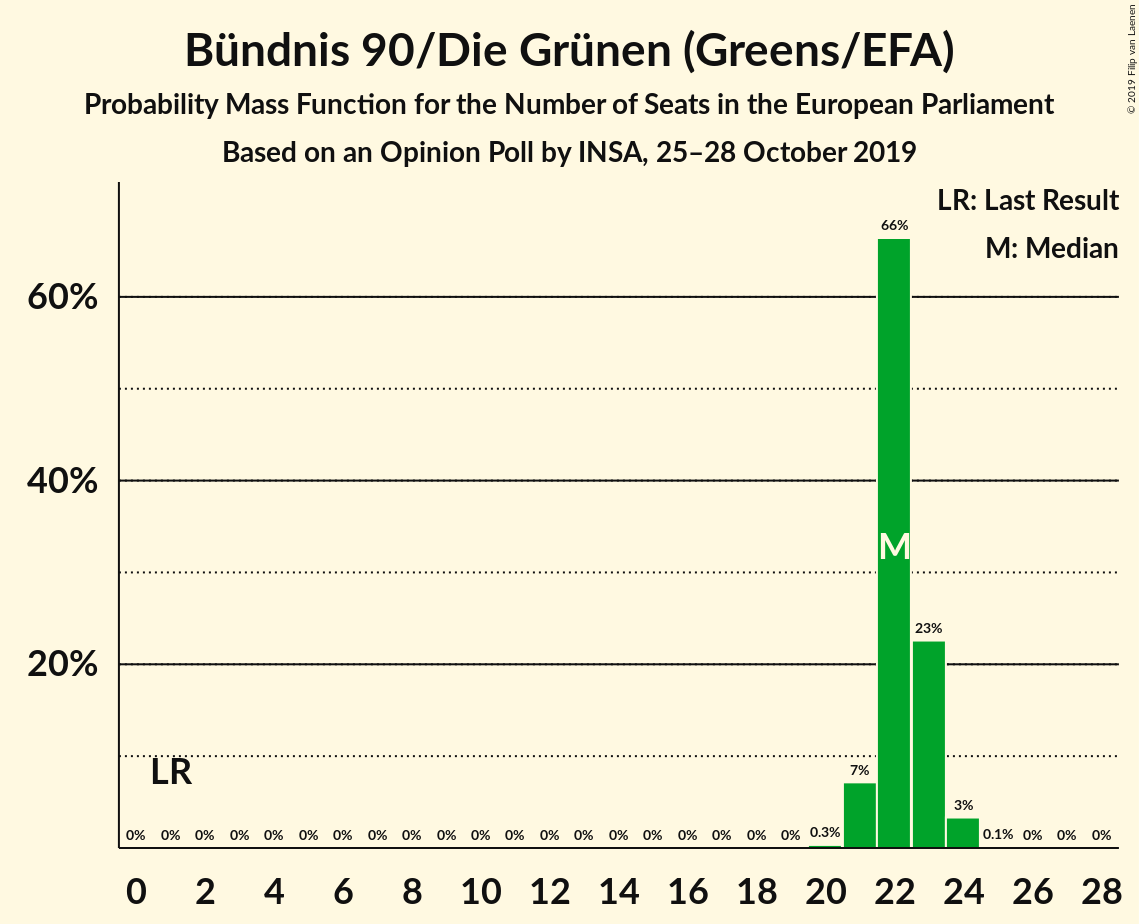 Bündnis 90/Die Grünen (Greens/EFA)
Probability Mass Function for the Number of Seats in the European Parliament
Based on an Opinion Poll by INSA, 25–28 October 2019
© 2019 Filip van Laenen
LR: Last Result
M: Median
66%
60%
40%
M
23%
20%
LR
7%
3%
0% 0% 0% 0% 0% 0% 0% 0% 0% 0% 0% 0% 0% 0% 0% 0% 0% 0% 0% 0% 0.3% 0.1% 0% 0% 0%
0 2 4 6 8 10 12 14 16 18 20 22 24 26 28